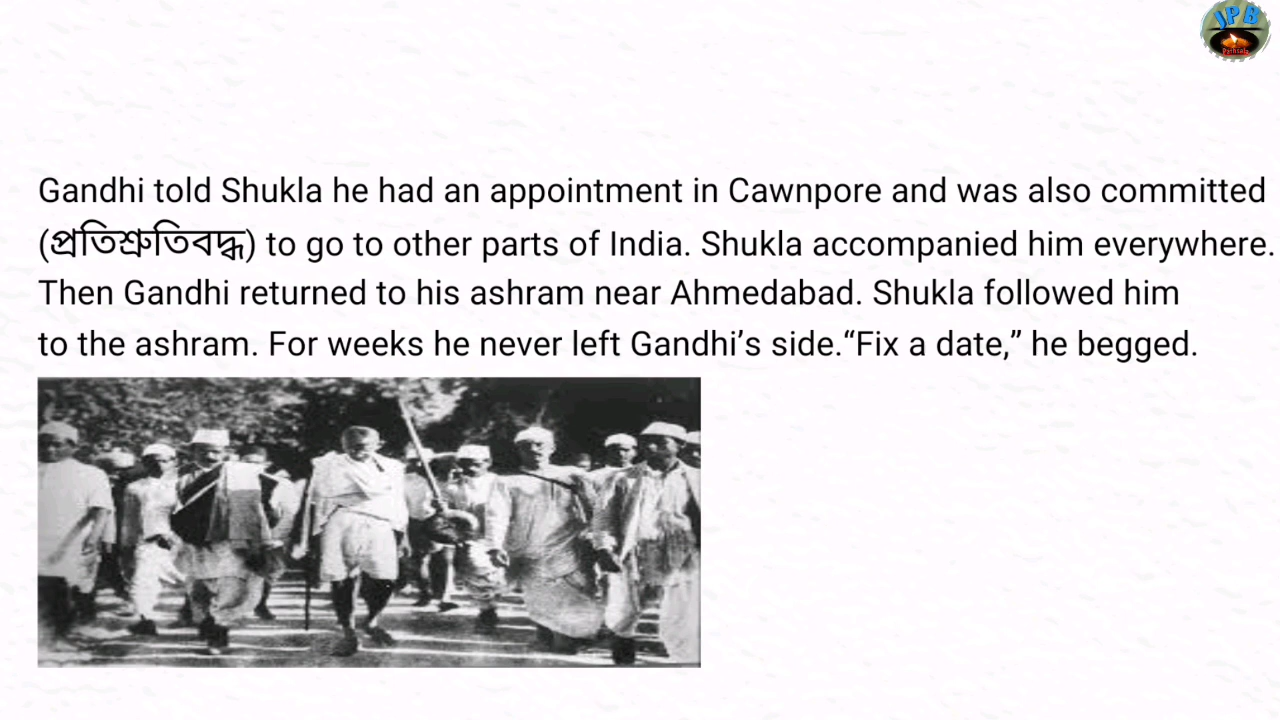 JPB
Pathsala
Gandhi told Shukla he had an appointment in Cawnpore and was also committed
(প্রতিশ্রুতিবদ্ধ) to go to other parts of India. Shukla accompanied him everywhere.
Then Gandhi returned to his ashram near Ahmedabad. Shukla followed him
to the ashram. For weeks he never left Gandhi’s side.“Fix a date,” he begged.